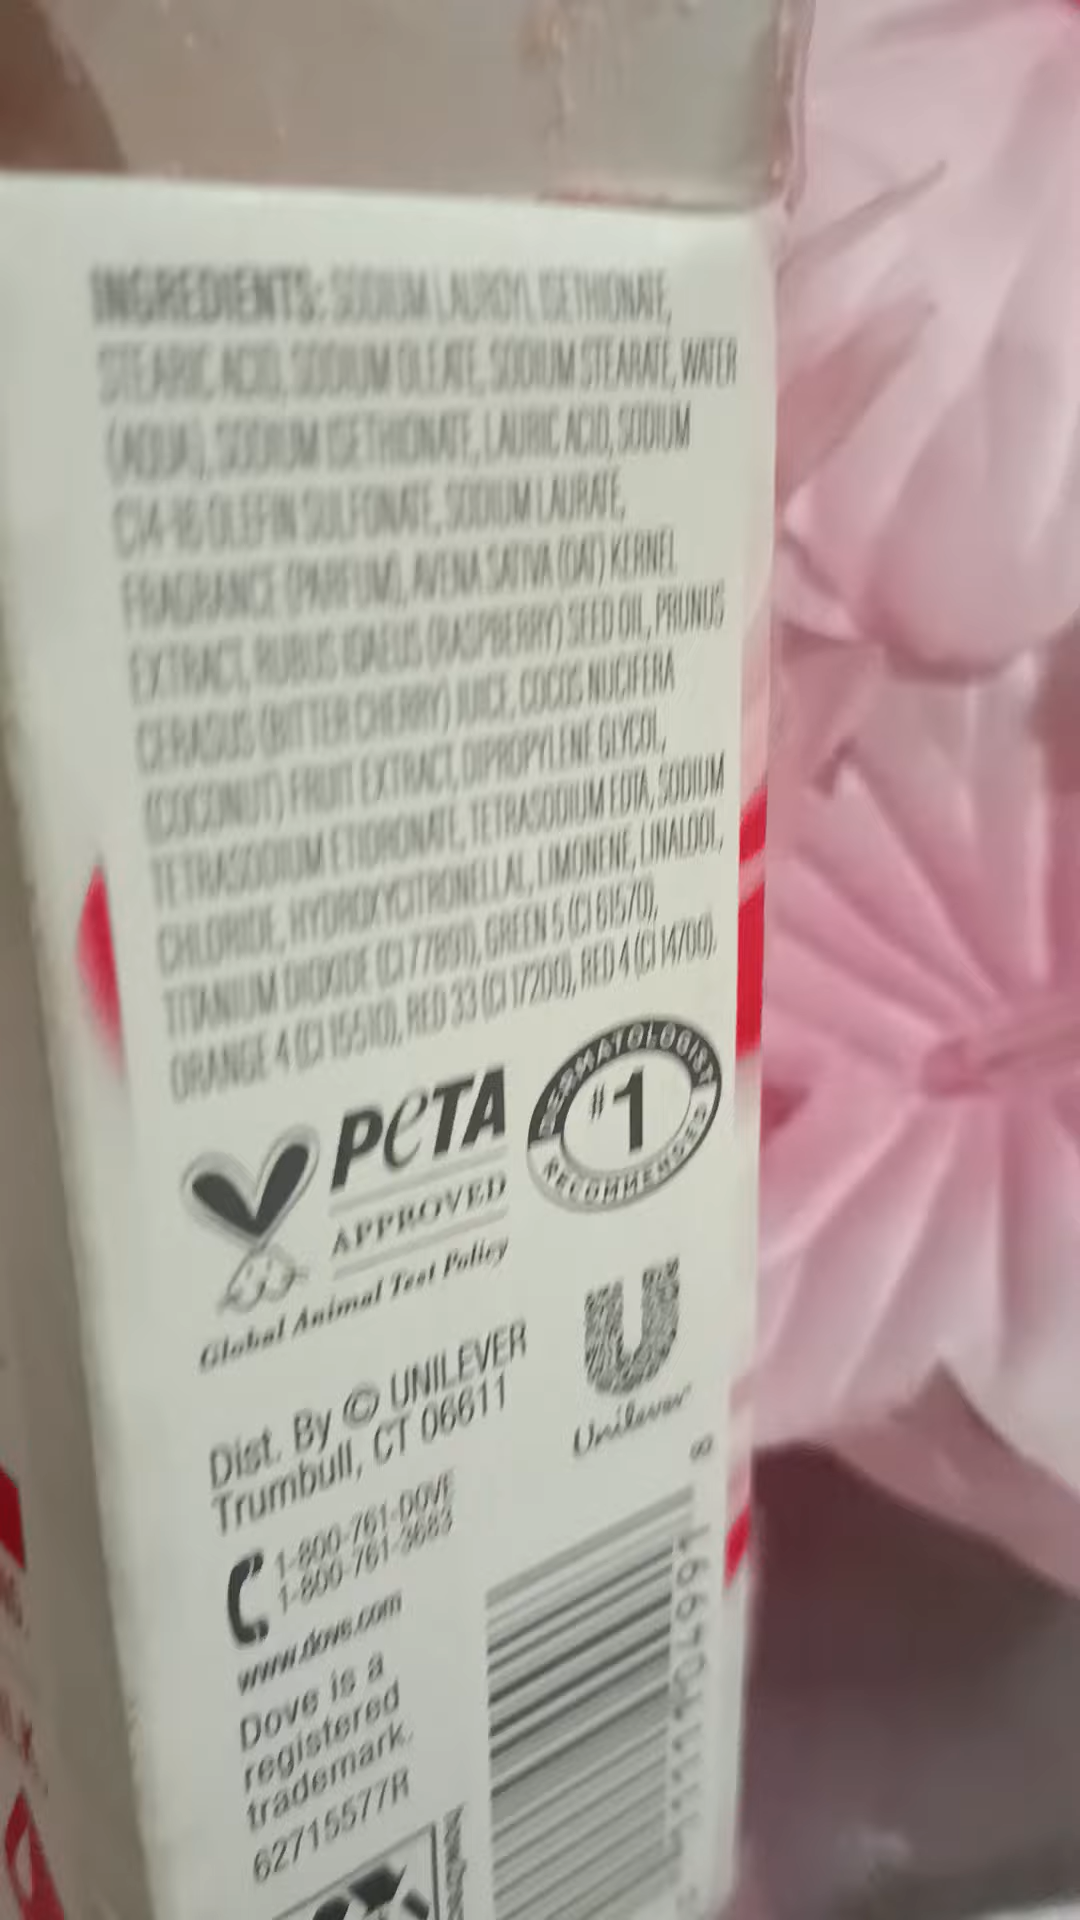 INGREDIENTS: SODIUM LAUROYL ISETHIONATE,
STEARIC ACID, SODIUM OLEATE, SODIUM STEARATE, WATER
(AQUA), SODIUM ISETHIONATE, LAURIC ACID, SODIUM
C14-16 OLEFIN SULFONATE, SODIUM LAURATE,
FRAGRANCE (PARFUM), AVENA SATIVA (OAT) KERNEL
EXTRACT, RUBUS IDAEUS (RASPBERRY) SEED OIL, PRUNUS
CERASUS (BITTER CHERRY) JUICE, COCOS NUCIFERA
(COCONUT) FRUIT EXTRACT, DIPROPYLENE GLYCOL,
TETRASODIUM ETIDRONATE, TETRASODIUM EDTA, SODIUM
CHLORIDE, HYDROXYCITRONELLAL, LIMONENE, LINALOOL,
TITANIUM DIOXIDE (CI 77891), GREEN 5 (CI 61570),
ORANGE 4 (CI 15510), RED 33 (CI 17200), RED 4 (CI 14700).
PETA
APPROVED
Global Animal Test Policy
DERMATOLOGIST
#1
RECOMMENDED
Dist. By © UNILEVER
Trumbull, CT 06611
Unilever
1-800-761-DOVE
1-800-761-3683
www.dove.com
Dove is a
registered
trademark.
62715577R